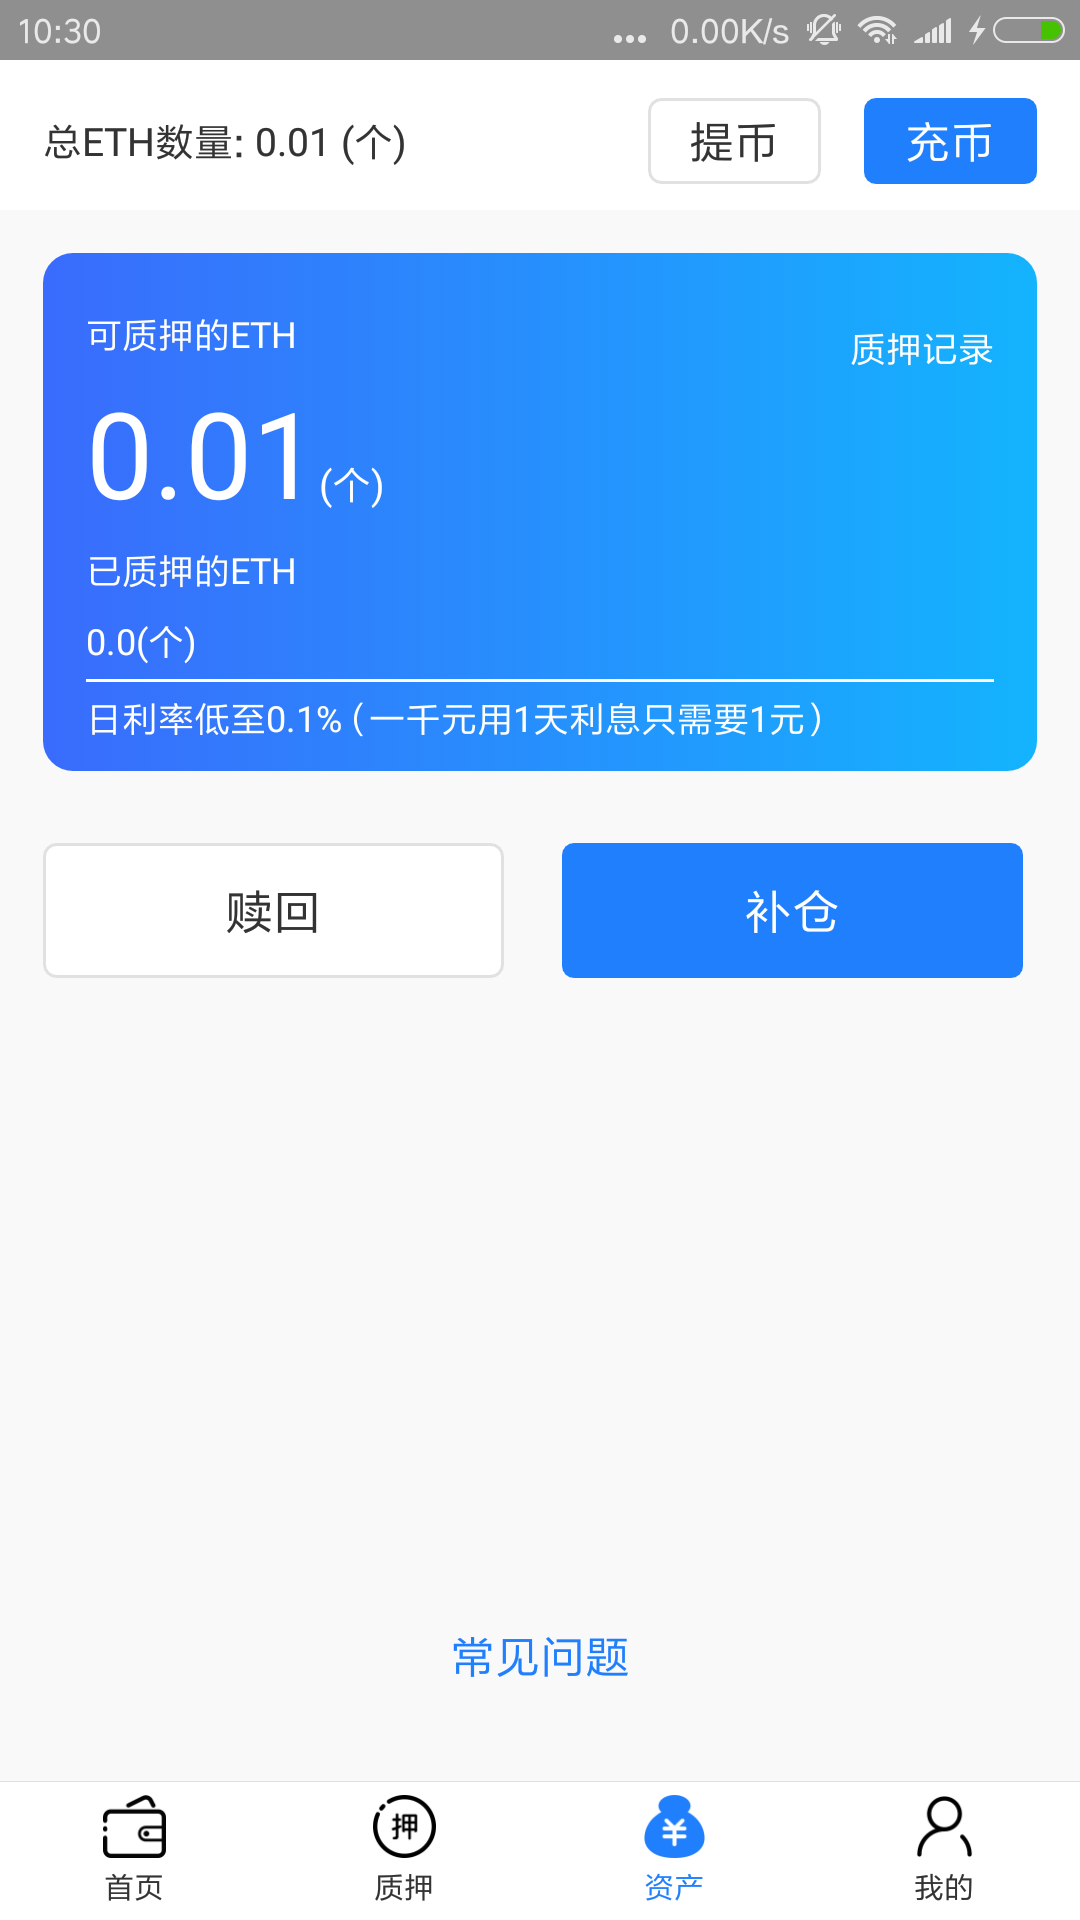 10:30
... 0.00K/s
总ETH数量: 0.01 (个)
提币
充币
可质押的ETH
质押记录
0.01(个)
已质押的ETH
0.0(个)
日利率低至0.1%（一千元用1天利息只需要1元）
赎回
补仓
常见问题
押
¥
首页
质押
资产
我的